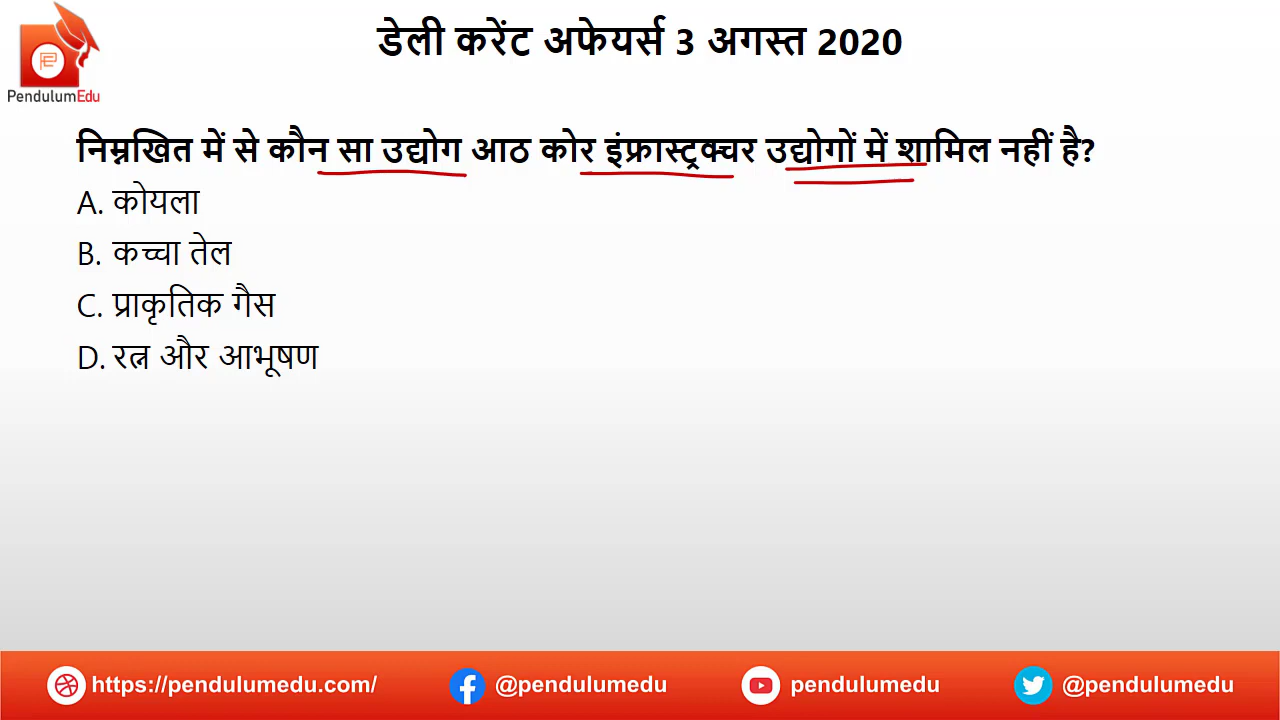 डेली करेंट अफेयर्स 3 अगस्त 2020
PendulumEdu
निम्नखित में से कौन सा उद्योग आठ कोर इंफ्रास्ट्रक्चर उद्योगों में शामिल नहीं है?
A. कोयला
B. कच्चा तेल
C. प्राकृतिक गैस
D. रत्न और आभूषण
https://pendulumedu.com/ @pendulumedu pendulumedu @pendulumedu